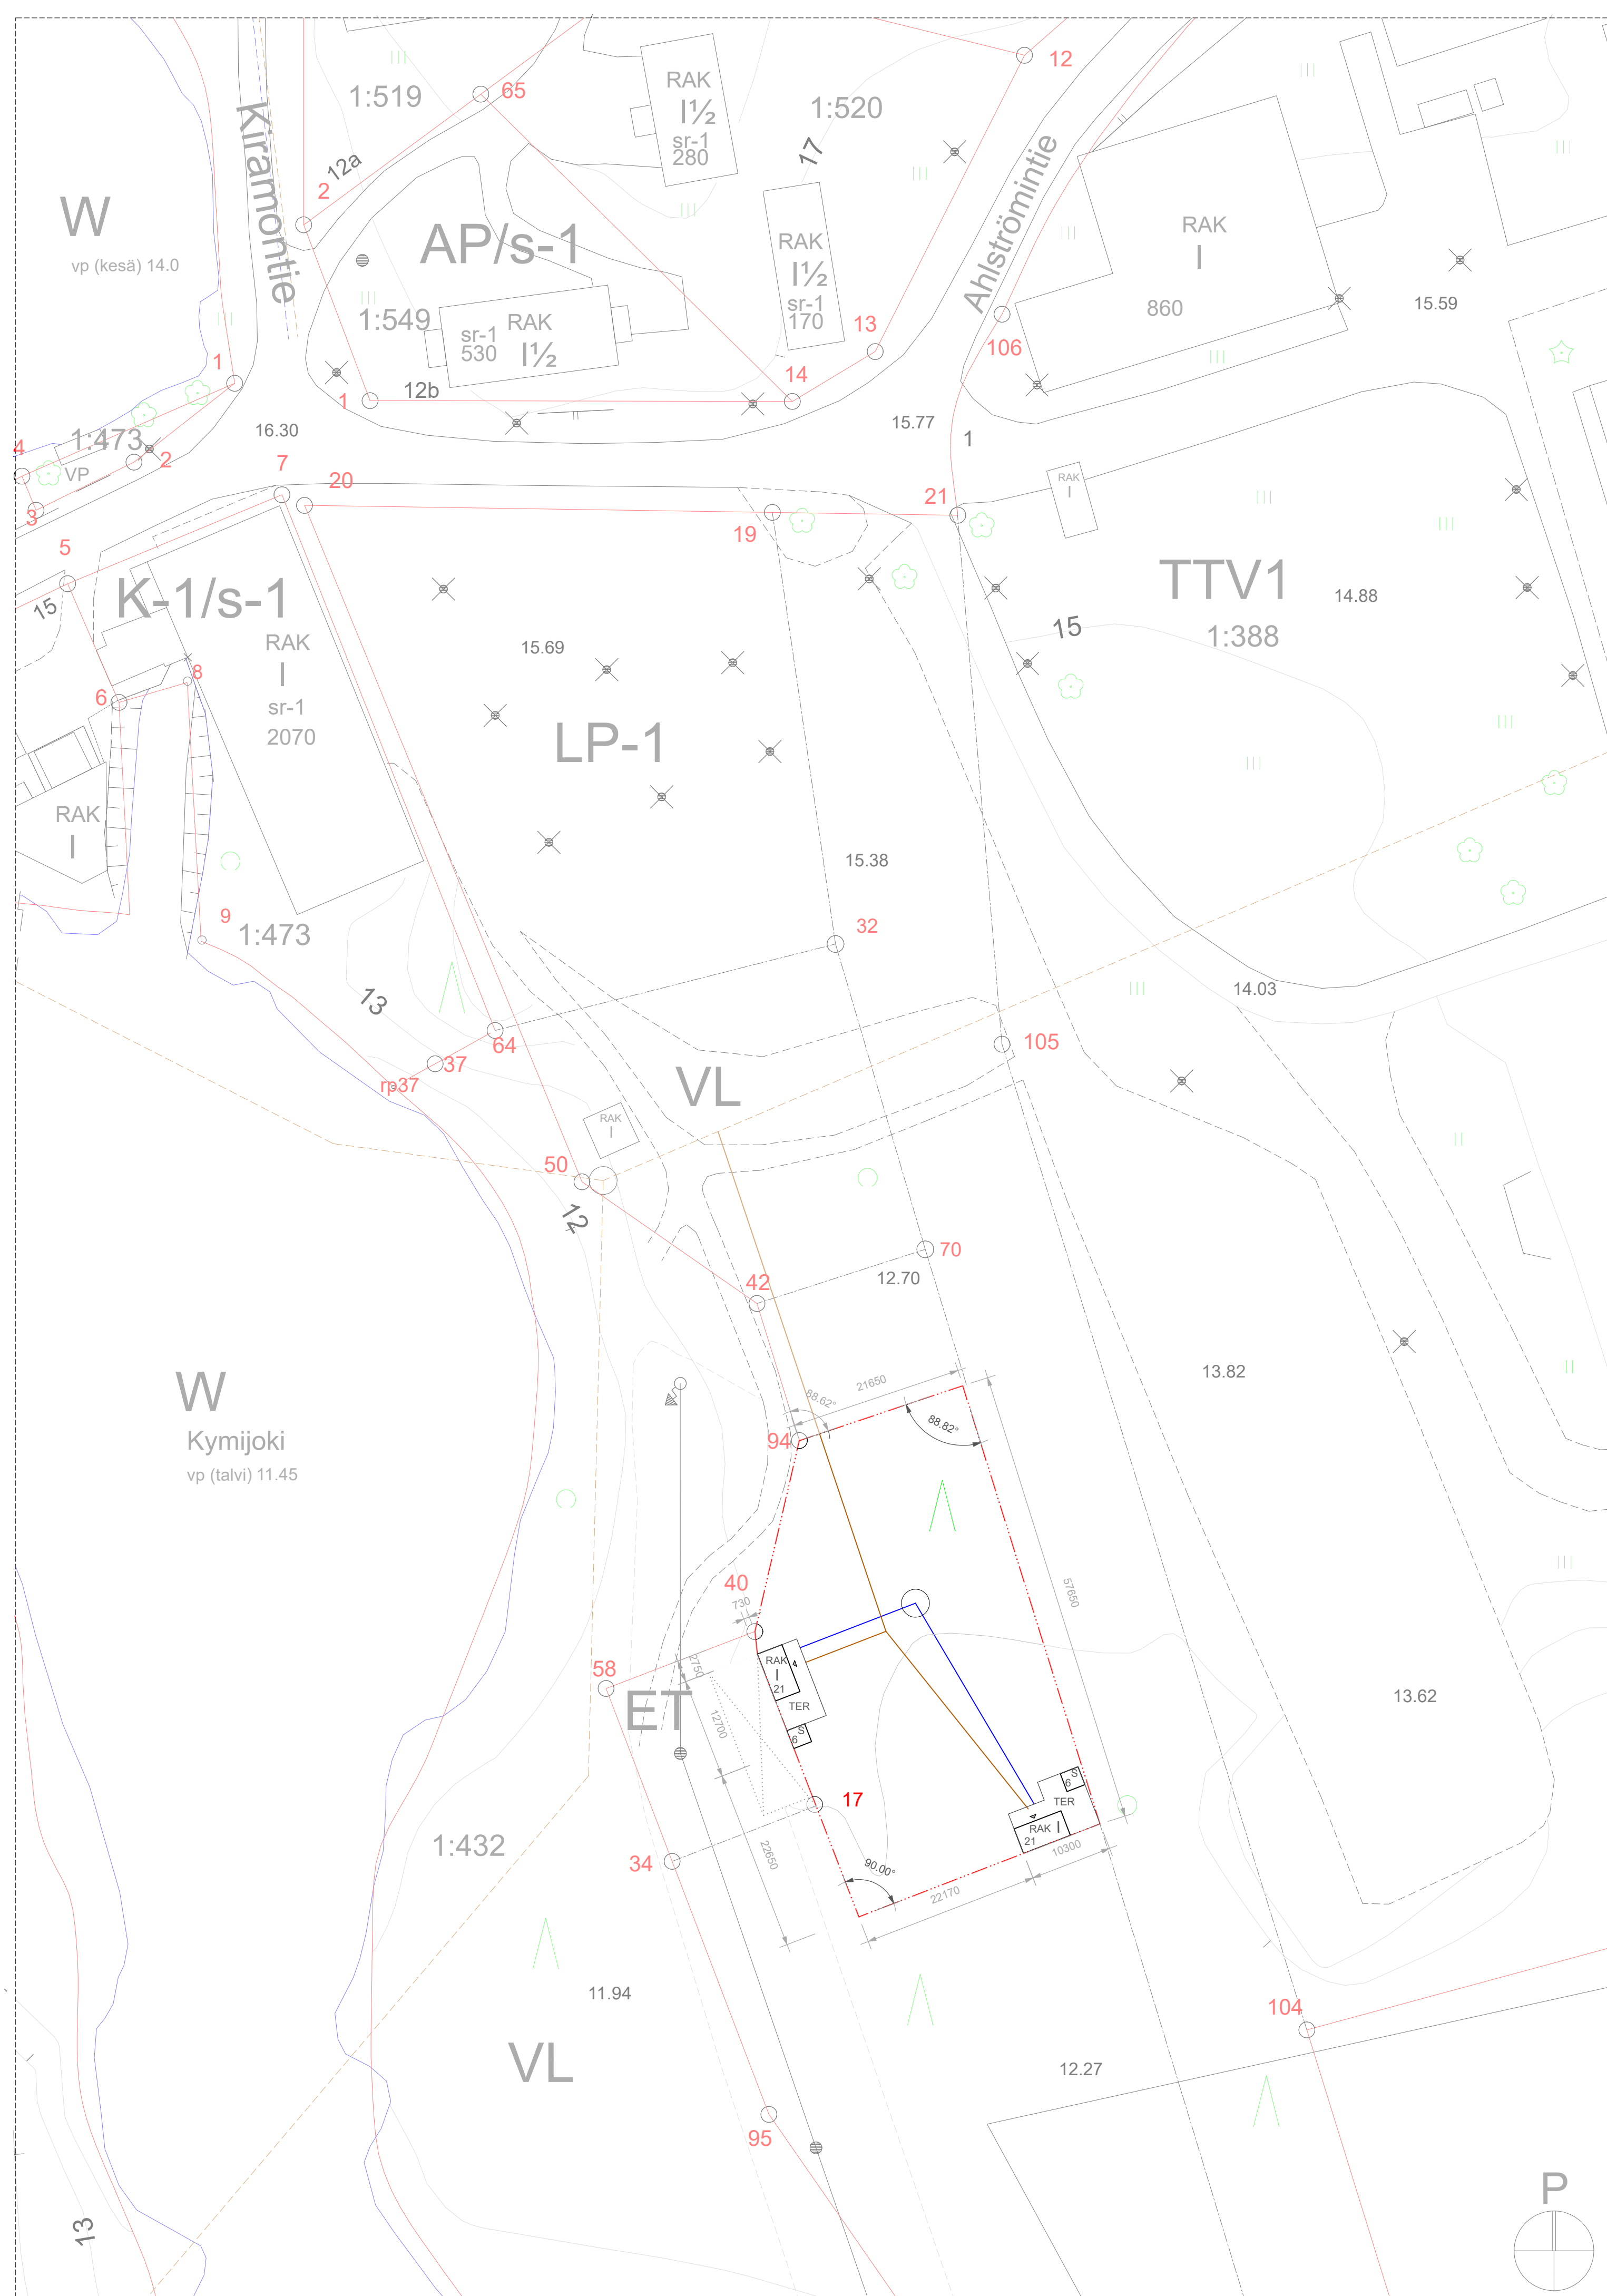 12
65
RAK
I½
sr-1
280
1:519
1:520
17
Kiramontie
12a
2
W
vp (kesä) 14.0
AP/s-1
RAK
I½
sr-1
170
Ahlströmintie
RAK
I
860
15.59
1:549
sr-1
530
RAK
I½
13
106
1
1
12b
14
15.77
1
16.30
1:473
2
VP
4
3
7
20
19
21
RAK
I
5
15
K-1/s-1
RAK
I
sr-1
2070
15.69
TTV1
14.88
15
1:388
8
6
LP-1
RAK
I
15.38
9
1:473
32
13
14.03
64
105
37
rp37
VL
RAK
I
50
12
70
12.70
42
W
Kymijoki
vp (talvi) 11.45
13.82
21650
88.62°
88.82°
94
57650
40
730
58
2750
RAK
I
21
TER
S
6
ET
12700
13.62
17
S
6
TER
RAK I
21
1:432
34
22650
90.00°
10300
22170
11.94
104
VL
12.27
95
P
13